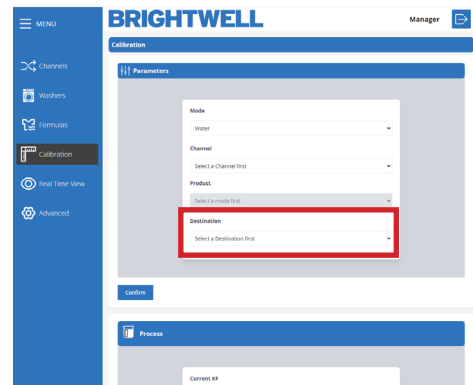 MENU
BRIGHTWELL
Manager
Calibration
Channels
Parameters
Washers
Mode
Water
Formulas
Channel
Calibration
Select a Channel first
Product
Real Time View
Select a mode first
Advanced
Destination
Select a Destination first
Confirm
Process
Current KF